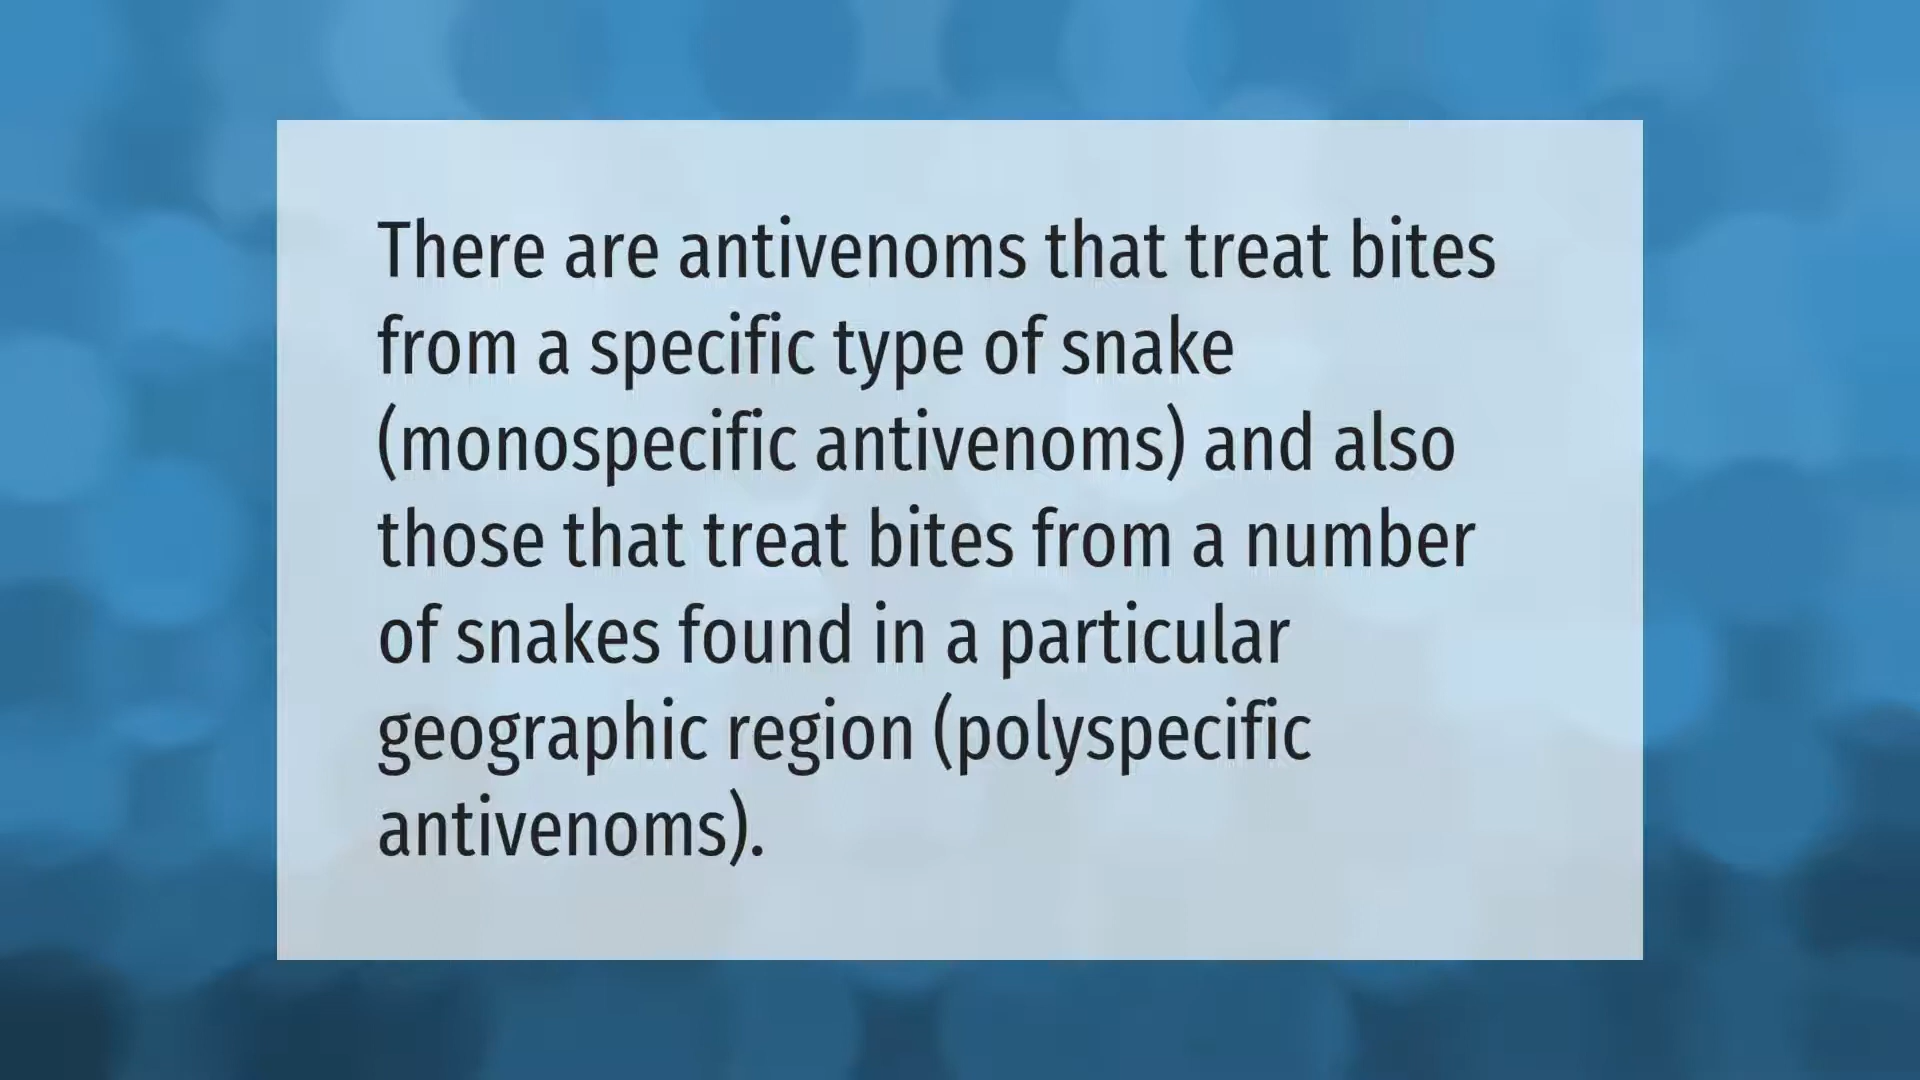 There are antivenoms that treat bites
from a specific type of snake
(monospecific antivenoms) and also
those that treat bites from a number
of snakes found in a particular
geographic region (polyspecific
antivenoms).